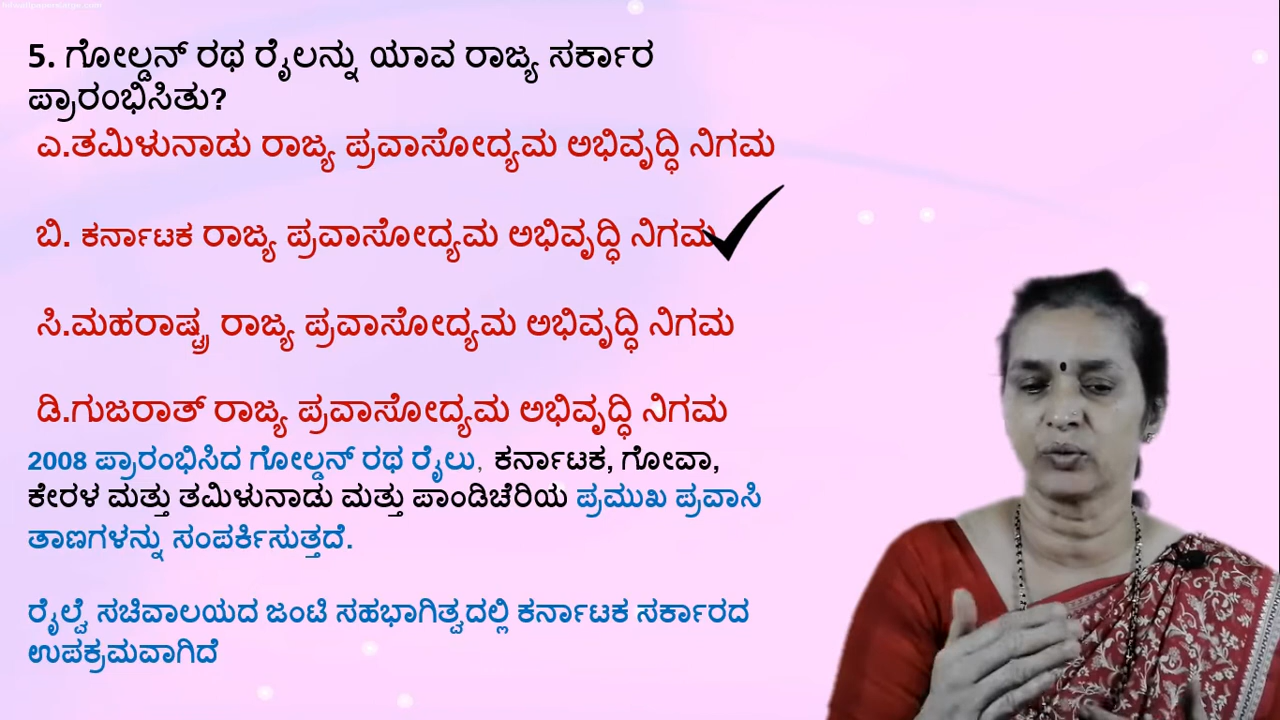 5. ಗೋಲ್ಡನ್ ರಥ ರೈಲನ್ನು ಯಾವ ರಾಜ್ಯ ಸರ್ಕಾರ
ಪ್ರಾರಂಭಿಸಿತು?
ಎ.ತಮಿಳುನಾಡು ರಾಜ್ಯ ಪ್ರವಾಸೋದ್ಯಮ ಅಭಿವೃದ್ಧಿ ನಿಗಮ
ಬಿ. ಕರ್ನಾಟಕ ರಾಜ್ಯ ಪ್ರವಾಸೋದ್ಯಮ ಅಭಿವೃದ್ಧಿ ನಿಗಮ
ಸಿ.ಮಹರಾಷ್ಟ್ರ ರಾಜ್ಯ ಪ್ರವಾಸೋದ್ಯಮ ಅಭಿವೃದ್ಧಿ ನಿಗಮ
ಡಿ.ಗುಜರಾತ್ ರಾಜ್ಯ ಪ್ರವಾಸೋದ್ಯಮ ಅಭಿವೃದ್ಧಿ ನಿಗಮ
2008 ಪ್ರಾರಂಭಿಸಿದ ಗೋಲ್ಡನ್ ರಥ ರೈಲು, ಕರ್ನಾಟಕ, ಗೋವಾ,
ಕೇರಳ ಮತ್ತು ತಮಿಳುನಾಡು ಮತ್ತು ಪಾಂಡಿಚೆರಿಯ ಪ್ರಮುಖ ಪ್ರವಾಸಿ
ತಾಣಗಳನ್ನು ಸಂಪರ್ಕಿಸುತ್ತದೆ.
ರೈಲ್ವೆ ಸಚಿವಾಲಯದ ಜಂಟಿ ಸಹಭಾಗಿತ್ವದಲ್ಲಿ ಕರ್ನಾಟಕ ಸರ್ಕಾರದ
ಉಪಕ್ರಮವಾಗಿದೆ